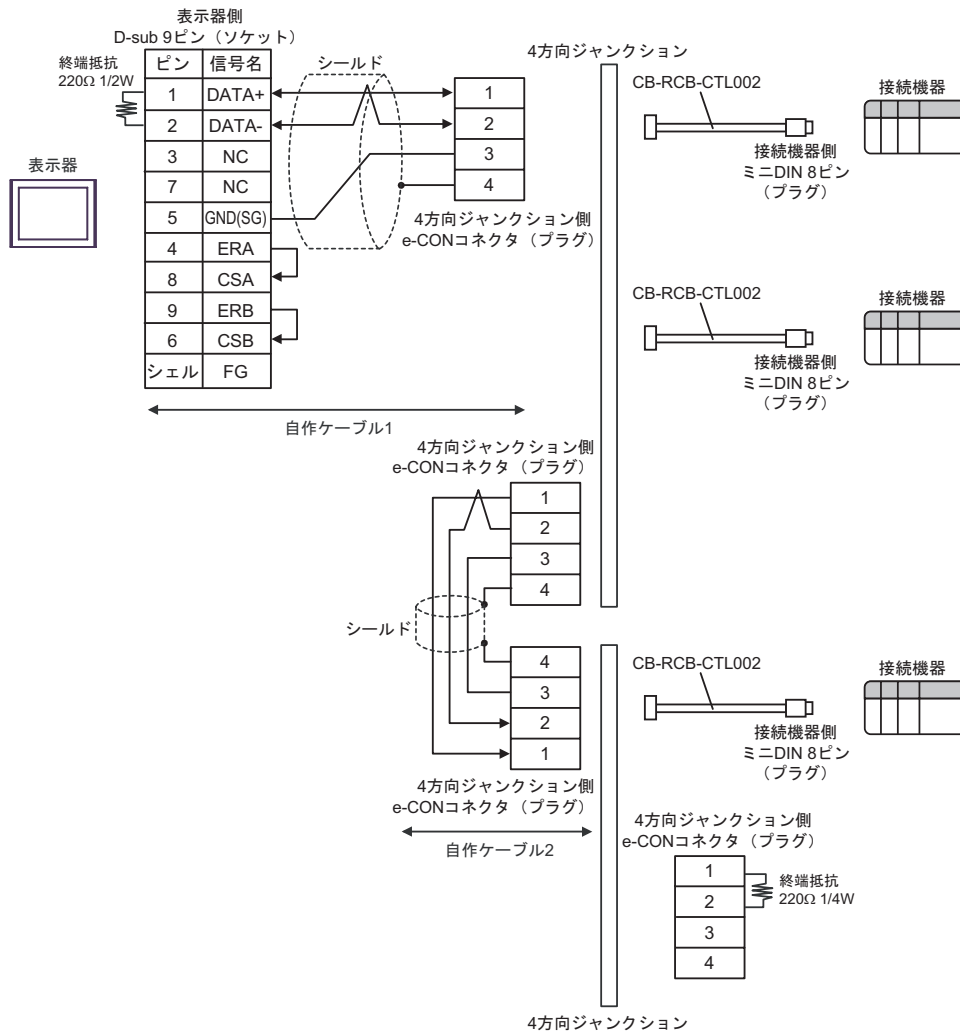 表示器側
D-sub 9ピン（ソケット）
終端抵抗
220Ω 1/2W
ピン 信号名
1 DATA+
2 DATA-
3 NC
7 NC
5 GND(SG)
4 ERA
8 CSA
9 ERB
6 CSB
シェル FG
表示器
シールド
1
2
3
4
4方向ジャンクション側
e-CONコネクタ（プラグ）
自作ケーブル1
4方向ジャンクション
CB-RCB-CTL002
接続機器側
ミニDIN 8ピン
（プラグ）
接続機器
CB-RCB-CTL002
接続機器側
ミニDIN 8ピン
（プラグ）
接続機器
4方向ジャンクション側
e-CONコネクタ（プラグ）
1
2
3
4
シールド
4
3
2
1
4方向ジャンクション側
e-CONコネクタ（プラグ）
自作ケーブル2
CB-RCB-CTL002
接続機器側
ミニDIN 8ピン
（プラグ）
接続機器
4方向ジャンクション側
e-CONコネクタ（プラグ）
1
2
3
4
終端抵抗
220Ω 1/4W
4方向ジャンクション